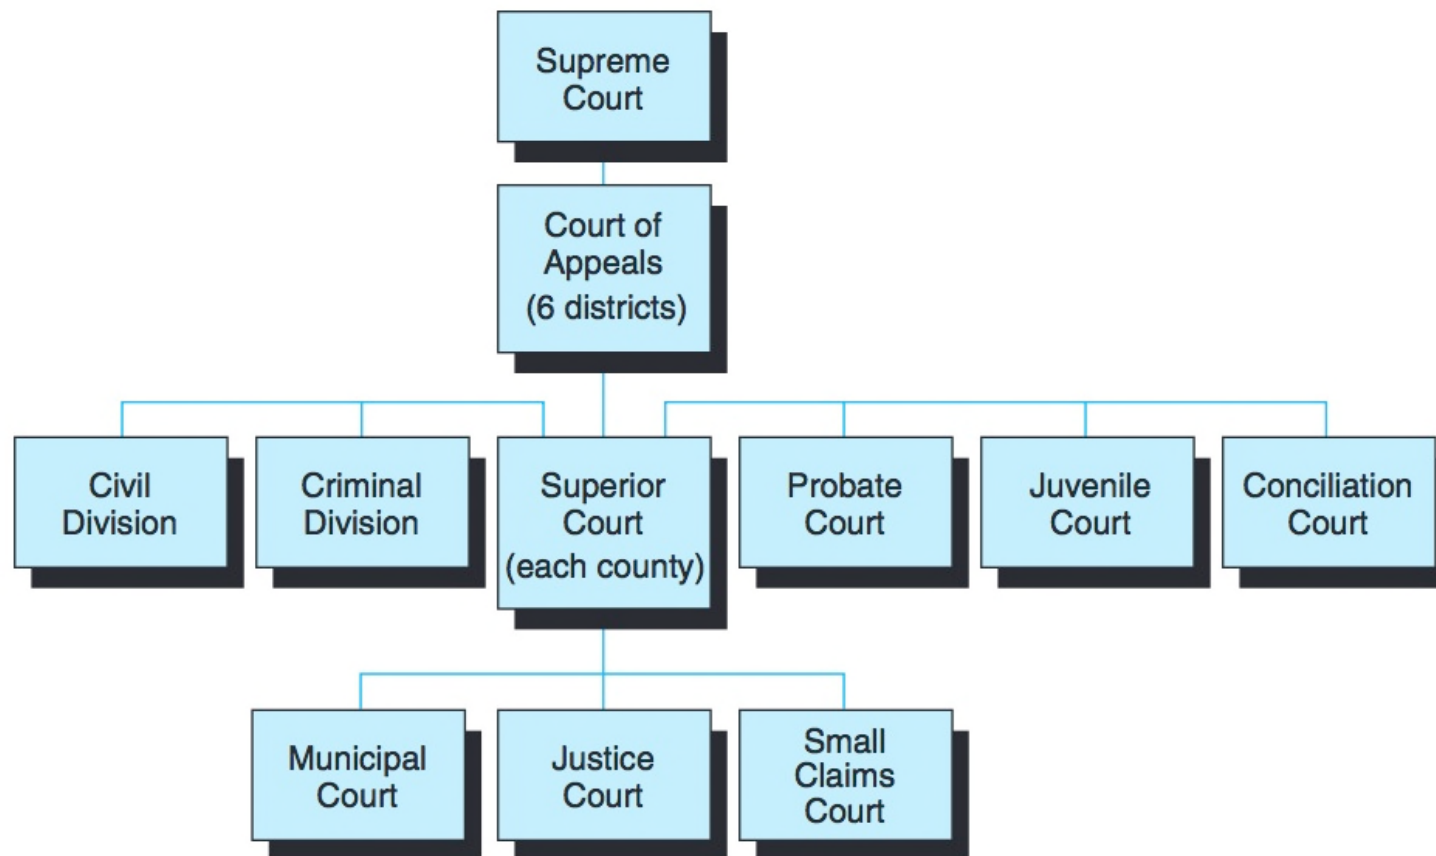 Supreme
Court
Court of
Appeals
(6 districts)
Civil
Division
Criminal
Division
Superior
Court
(each county)
Probate
Court
Juvenile
Court
Conciliation
Court
Municipal
Court
Justice
Court
Small
Claims
Court